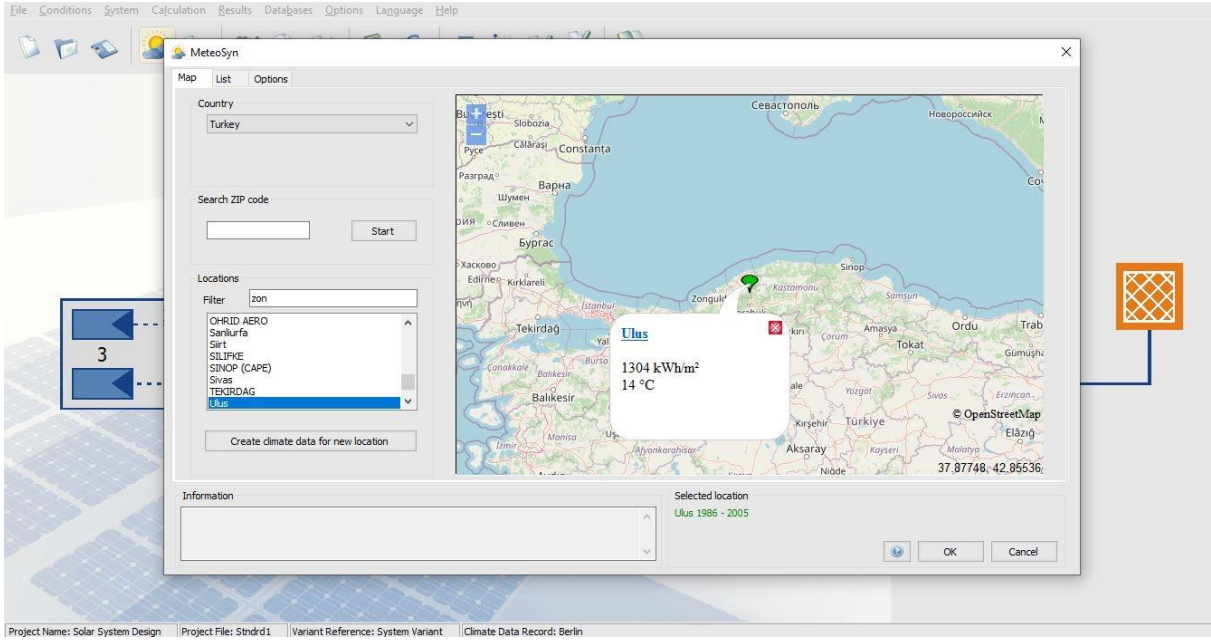 File Conditions System Calculation Results Databases Options Language Help
MeteoSyn
Map List Options
Country
Turkey
Search ZIP code
Start
Locations
Filter zon
OHRID AERO
Sanliurfa
Siirt
SILIFKE
SINOP (CAPE)
Sivas
TEKIRDAG
Ulus
Create climate data for new location
Севастополь
Новороссийск
Slobozia
Călărași
Constanța
Русе
Разград
Варна
Шумен
Сливен
Бургас
Хасково
Edirne
Kırklareli
Sinop
Kastamonu
Samsun
İstanbul
Tekirdağ
Çorum
Amasya
Ordu
Tokat
Çanakkale
Balıkesir
Bursa
Balıkesir
Yozgat
Sivas
Erzincan
Kırşehir
Türkiye
Elâzığ
İzmir
Manisa
Afyonkarahisar
Aksaray
Kayseri
Malatya
Niğde
Ulus
1304 kWh/m²
14 °C
© OpenStreetMap
37.87748, 42.85536
3
Information
Selected location
Ulus 1986 - 2005
OK Cancel
Project Name: Solar System Design Project File: Stndrd1 Variant Reference: System Variant Climate Data Record: Berlin